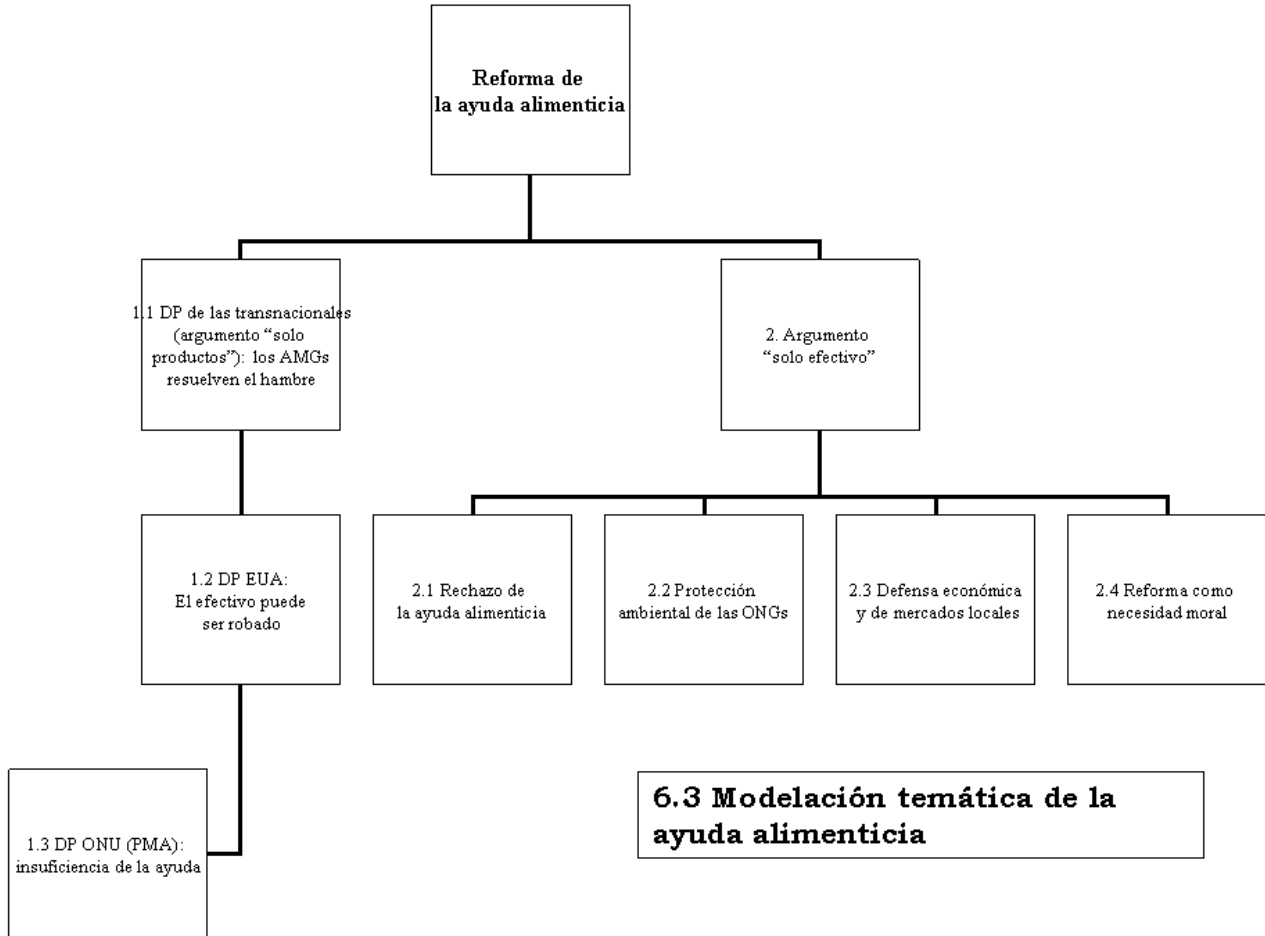 Reforma de
la ayuda alimenticia
1.1 DP de las transnacionales
(argumento “solo
productos”): los AMGs
resuelven el hambre
2. Argumento
“solo efectivo”
1.2 DP EUA:
El efectivo puede
ser robado
2.1 Rechazo de
la ayuda alimenticia
2.2 Protección
ambiental de las ONGs
2.3 Defensa económica
y de mercados locales
2.4 Reforma como
necesidad moral
1.3 DP ONU (PMA):
insuficiencia de la ayuda
6.3 Modelación temática de la
ayuda alimenticia